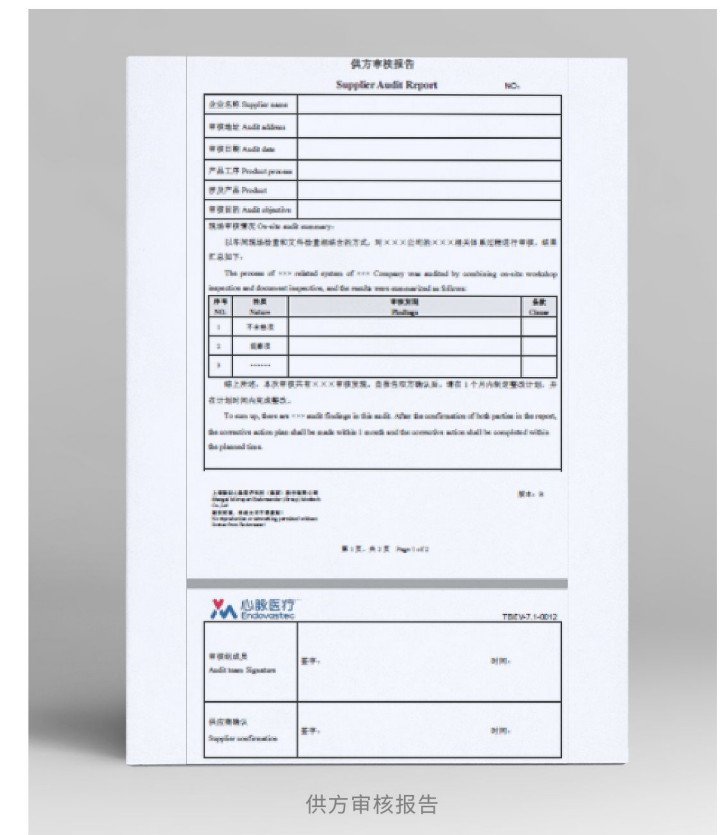 供方审核报告
Supplier Audit Report NO:
企业名称 Supplier name
审核地址 Audit address
审核日期 Audit date
产品工序 Product process
涉及产品 Product
审核目的 Audit objective
现场审核情况 On-site audit summary:
以车间现场检查和文件检查相结合的方式，对×××公司的×××相关体系过程进行审核，结果
汇总如下：
The process of ××× related system of ××× Company was audited by combining on-site workshop
inspection and document inspection, and the results were summarized as follows:
序号 性质 审核发现 条款
NO. Nature Findings Clause
1 不合格项
2 观察项
3 ……
综上所述，本次审核共有×××审核发现，在报告双方确认后，请在 1 个月内制定整改计划，并
在计划时间内完成整改。
To sum up, there are ××× audit findings in this audit. After the confirmation of both parties in the report,
the corrective action plan shall be made within 1 month and the corrective action shall be completed within
the planned time.
Co.,Ltd
版本：B
第 1 页，共 2 页 Page 1 of 2
心脉医疗
Endovastec
TBEV-7.1-0012
审核组成员
Audit team Signature
签字： 时间：
供应商确认
Supplier confirmation
签字： 时间：
供方审核报告